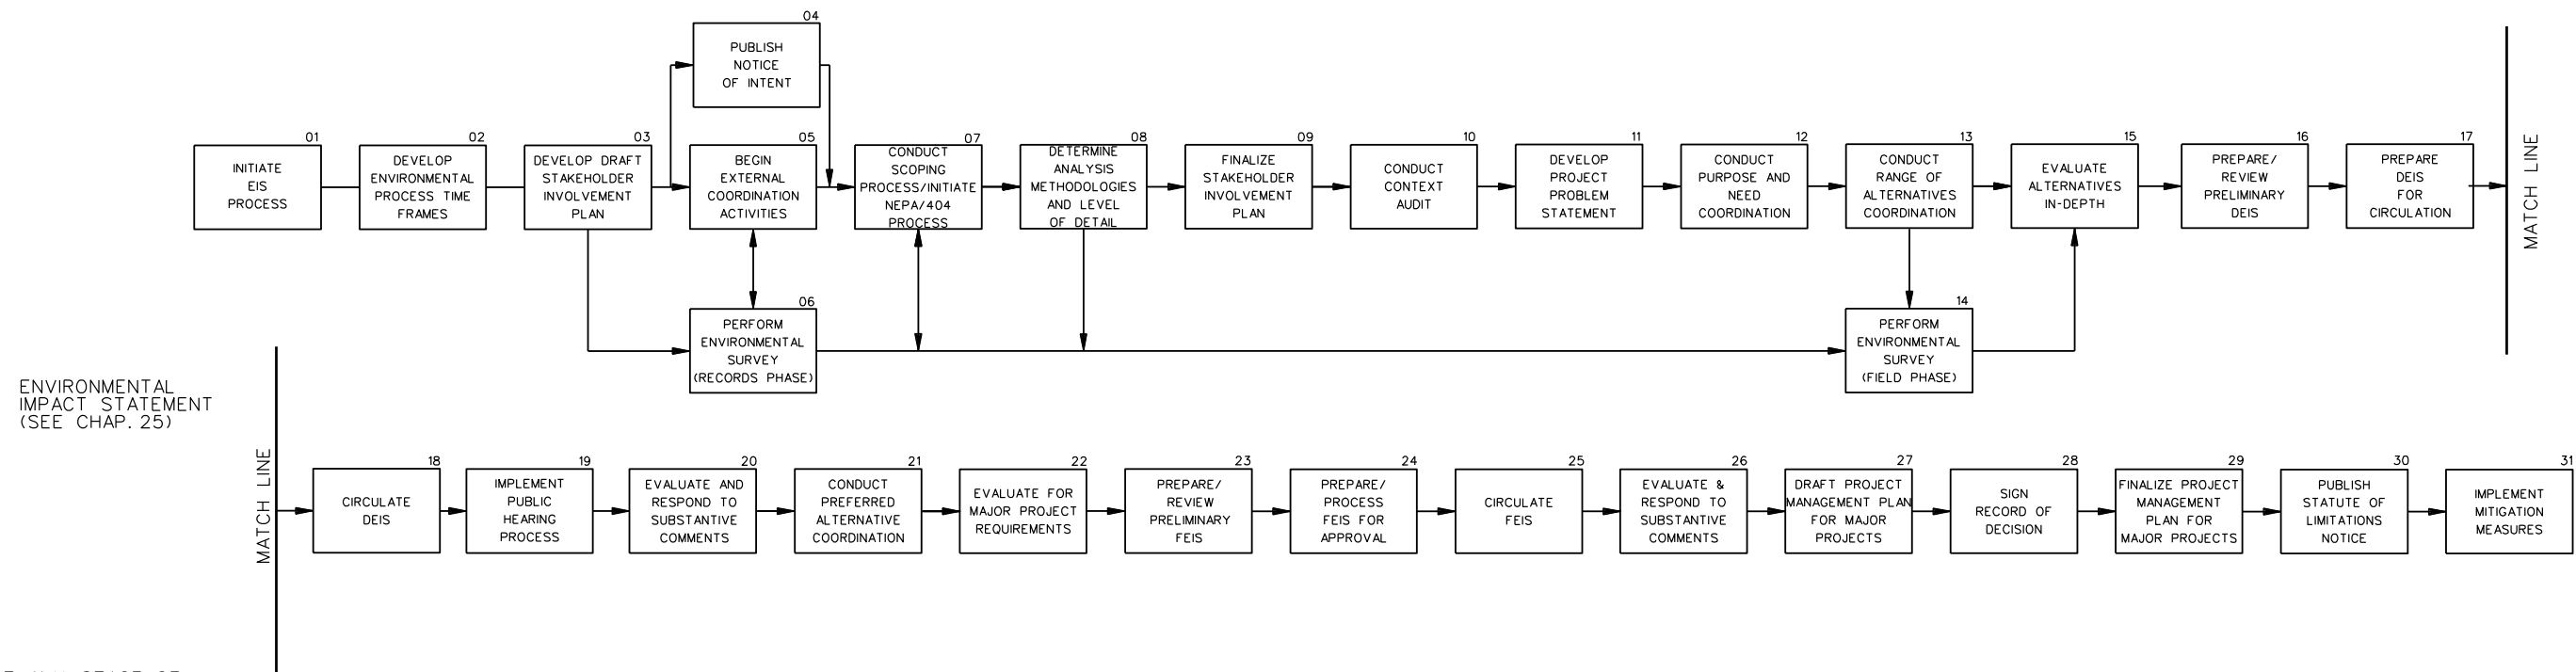 04
PUBLISH
NOTICE
OF INTENT
01
INITIATE
EIS
PROCESS
02
DEVELOP
ENVIRONMENTAL
PROCESS TIME
FRAMES
03
DEVELOP DRAFT
STAKEHOLDER
INVOLVEMENT
PLAN
05
BEGIN
EXTERNAL
COORDINATION
ACTIVITIES
07
CONDUCT
SCOPING
PROCESS/INITIATE
NEPA/404
PROCESS
08
DETERMINE
ANALYSIS
METHODOLOGIES
AND LEVEL
OF DETAIL
09
FINALIZE
STAKEHOLDER
INVOLVEMENT
PLAN
10
CONDUCT
CONTEXT
AUDIT
11
DEVELOP
PROJECT
PROBLEM
STATEMENT
12
CONDUCT
PURPOSE AND
NEED
COORDINATION
13
CONDUCT
RANGE OF
ALTERNATIVES
COORDINATION
15
EVALUATE
ALTERNATIVES
IN-DEPTH
16
PREPARE/
REVIEW
PRELIMINARY
DEIS
17
PREPARE
DEIS
FOR
CIRCULATION
MATCH LINE
06
PERFORM
ENVIRONMENTAL
SURVEY
(RECORDS PHASE)
14
PERFORM
ENVIRONMENTAL
SURVEY
(FIELD PHASE)
ENVIRONMENTAL
IMPACT STATEMENT
(SEE CHAP. 25)
MATCH LINE
18
CIRCULATE
DEIS
19
IMPLEMENT
PUBLIC
HEARING
PROCESS
20
EVALUATE AND
RESPOND TO
SUBSTANTIVE
COMMENTS
21
CONDUCT
PREFERRED
ALTERNATIVE
COORDINATION
22
EVALUATE FOR
MAJOR PROJECT
REQUIREMENTS
23
PREPARE/
REVIEW
PRELIMINARY
FEIS
24
PREPARE/
PROCESS
FEIS FOR
APPROVAL
25
CIRCULATE
FEIS
26
EVALUATE &
RESPOND TO
SUBSTANTIVE
COMMENTS
27
DRAFT PROJECT
MANAGEMENT PLAN
FOR MAJOR
PROJECTS
28
SIGN
RECORD OF
DECISION
29
FINALIZE PROJECT
MANAGEMENT
PLAN FOR
MAJOR PROJECTS
30
PUBLISH
STATUTE OF
LIMITATIONS
NOTICE
31
IMPLEMENT
MITIGATION
MEASURES